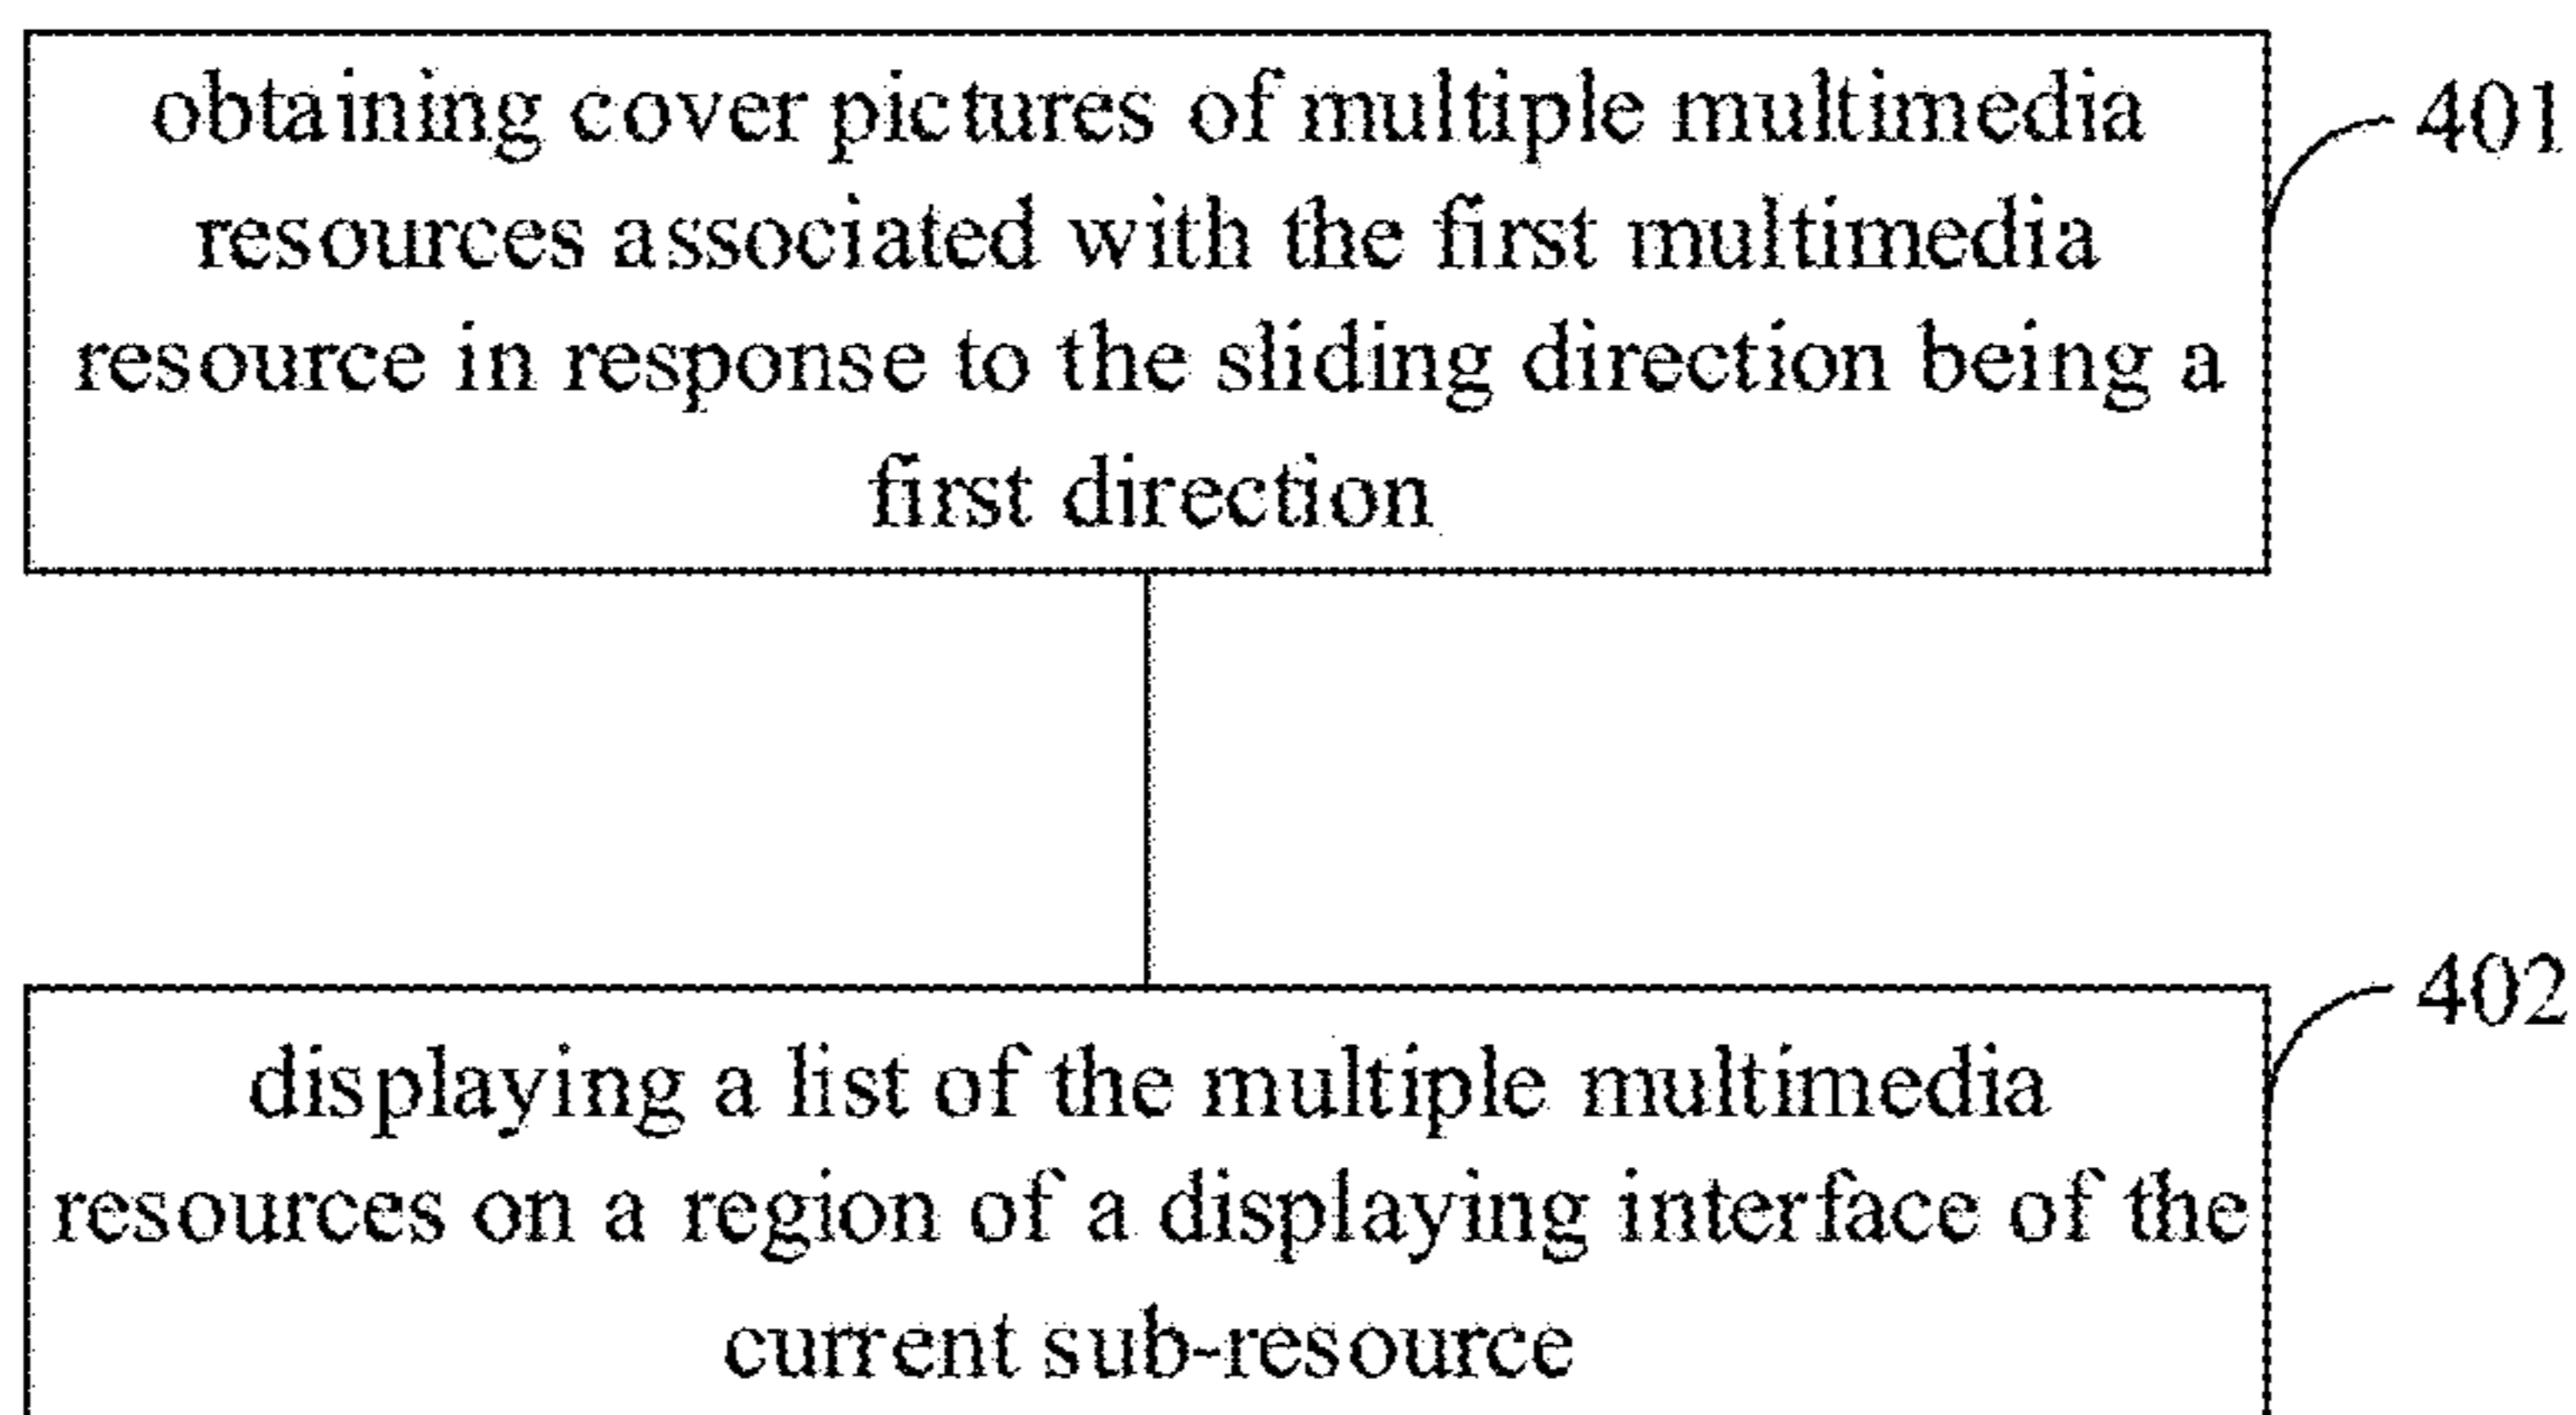 obtaining cover pictures of multiple multimedia
resources associated with the first multimedia
resource in response to the sliding direction being a
first direction
401
displaying a list of the multiple multimedia
resources on a region of a displaying interface of the
current sub-resource
402